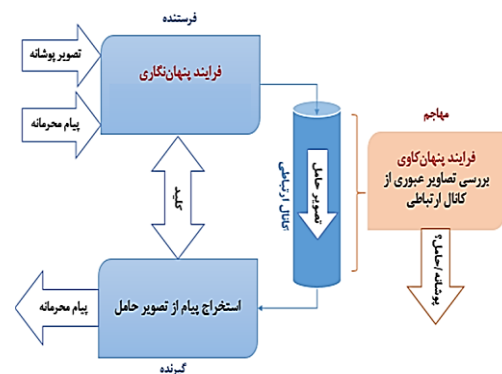 فرستنده
تصویر پوشانه
پیام محرمانه
فرایند پنهان‌نگاری
کلید
تصویر حامل
کانال ارتباطی
مهاجم
فرایند پنهان‌کاوی
بررسی تصاویر عبوری از
کانال ارتباطی
پوشانه/حامل؟
استخراج پیام از تصویر حامل
پیام محرمانه
گیرنده